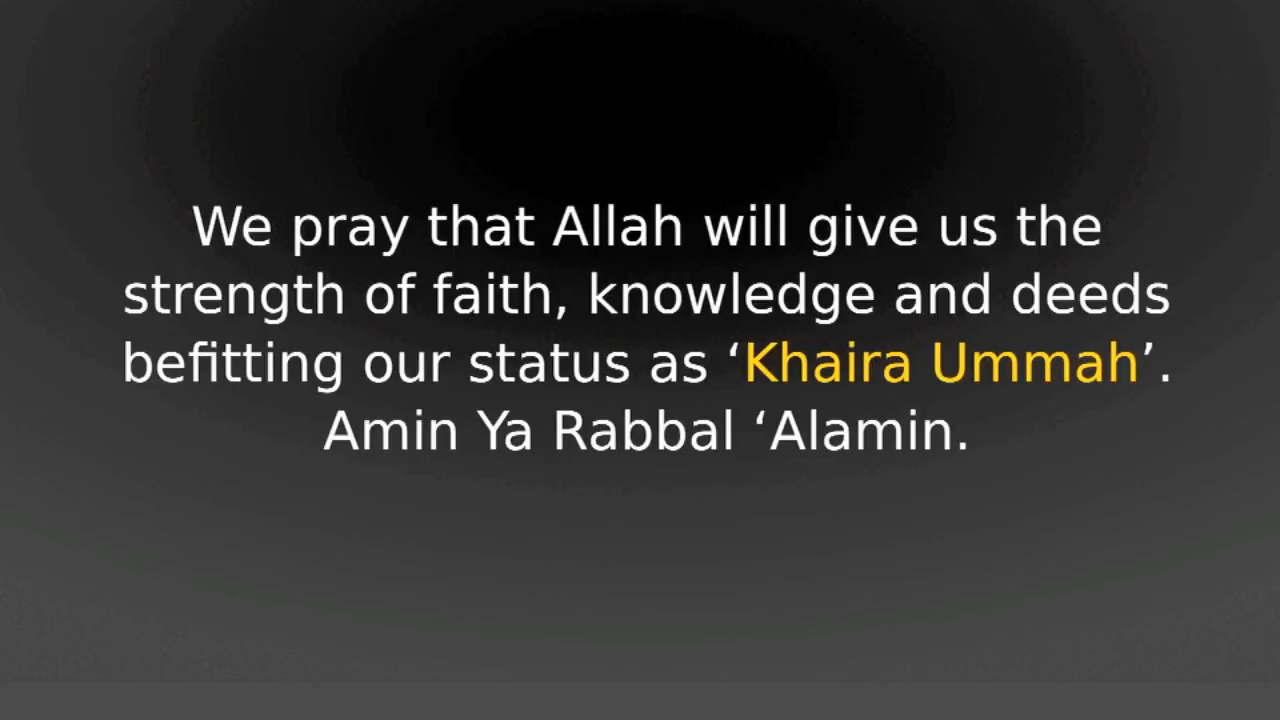 We pray that Allah will give us the
strength of faith, knowledge and deeds
befitting our status as ‘Khaira Ummah’.
Amin Ya Rabbal ‘Alamin.